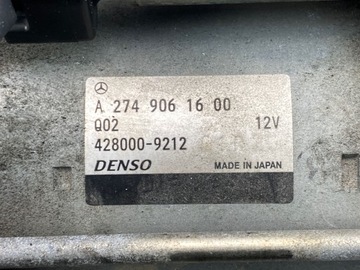 A 274 906 16 00
Q02 12V
428000-9212
DENSO MADE IN JAPAN